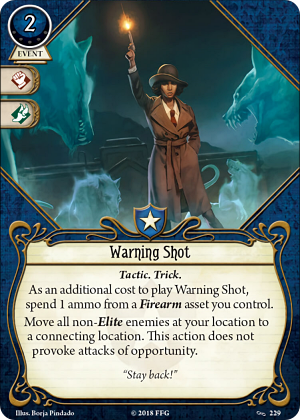 2
EVENT
Warning Shot
Tactic. Trick.
As an additional cost to play Warning Shot,
spend 1 ammo from a Firearm asset you control.
Move all non-Elite enemies at your location to
a connecting location. This action does not
provoke attacks of opportunity.
“Stay back!”
Illus. Borja Pindado
© 2018 FFG
229